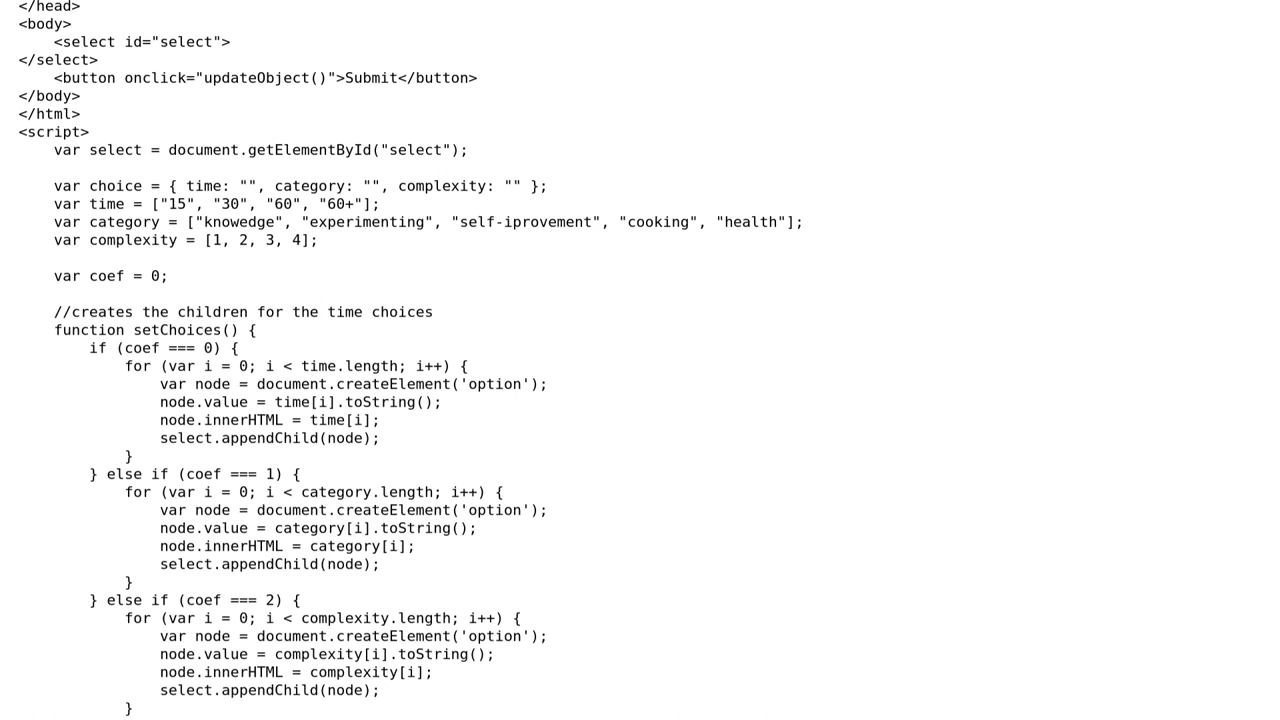 </head>
<body>
    <select id="select">
</select>
    <button onclick="updateObject()">Submit</button>
</body>
</html>
<script>
    var select = document.getElementById("select");

    var choice = { time: "", category: "", complexity: "" };
    var time = ["15", "30", "60", "60+"];
    var category = ["knowedge", "experimenting", "self-iprovement", "cooking", "health"];
    var complexity = [1, 2, 3, 4];

    var coef = 0;

    //creates the children for the time choices
    function setChoices() {
        if (coef === 0) {
            for (var i = 0; i < time.length; i++) {
                var node = document.createElement('option');
                node.value = time[i].toString();
                node.innerHTML = time[i];
                select.appendChild(node);
            }
        } else if (coef === 1) {
            for (var i = 0; i < category.length; i++) {
                var node = document.createElement('option');
                node.value = category[i].toString();
                node.innerHTML = category[i];
                select.appendChild(node);
            }
        } else if (coef === 2) {
            for (var i = 0; i < complexity.length; i++) {
                var node = document.createElement('option');
                node.value = complexity[i].toString();
                node.innerHTML = complexity[i];
                select.appendChild(node);
            }